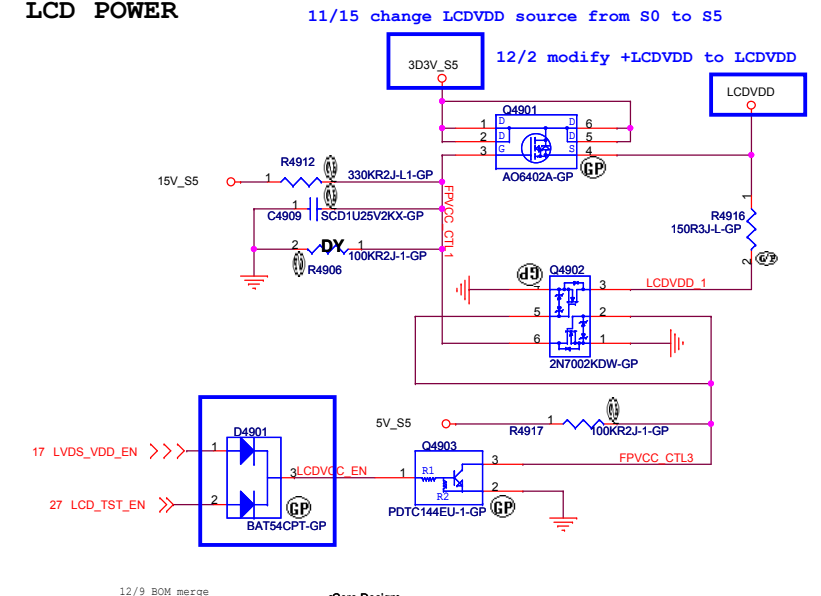 LCD POWER
11/15 change LCDVDD source from S0 to S5
12/2 modify +LCDVDD to LCDVDD
3D3V_S5
LCDVDD
Q4901
1 D D 6
2 D D 5
3 G S 4
AO6402A-GP
GP
R4912
15V_S5
1
330KR2J-L1-GP
C4909
1
SCD1U25V2KX-GP
FPVCC_CTL1
2
DY
1
100KR2J-1-GP
R4906
1
R4916
150R3J-L-GP
2
GP
Q4902
3
LCDVDD_1
5
2
6
1
2N7002KDW-GP
5V_S5
R4917
1
100KR2J-1-GP
Q4903
3
FPVCC_CTL3
1
R1
R2
2
PDTC144EU-1-GP
GP
D4901
17 LVDS_VDD_EN
1
3
LCDVCC_EN
27 LCD_TST_EN
2
GP
BAT54CPT-GP
12/9 BOM merge